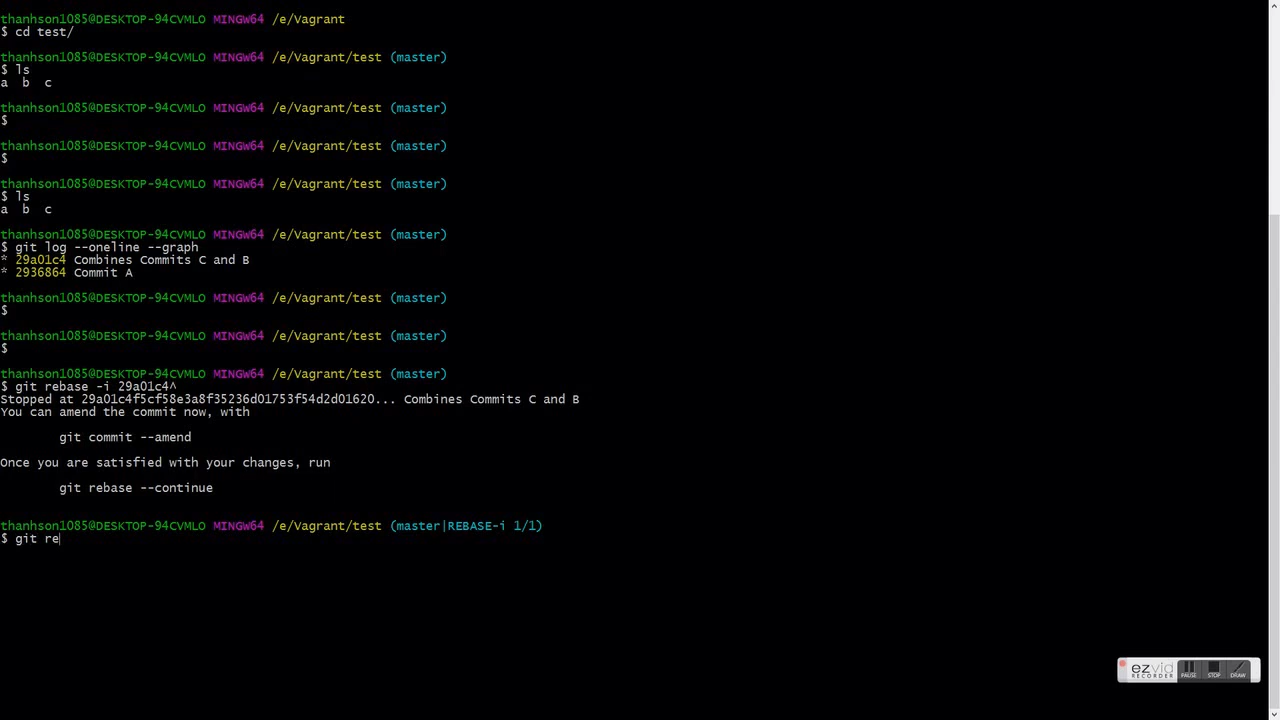 thanhson1085@DESKTOP-94CVMLO MINGW64 /e/Vagrant
$ cd test/
thanhson1085@DESKTOP-94CVMLO MINGW64 /e/Vagrant/test (master)
$ ls
a b c
thanhson1085@DESKTOP-94CVMLO MINGW64 /e/Vagrant/test (master)
$
thanhson1085@DESKTOP-94CVMLO MINGW64 /e/Vagrant/test (master)
$
thanhson1085@DESKTOP-94CVMLO MINGW64 /e/Vagrant/test (master)
$ ls
a b c
thanhson1085@DESKTOP-94CVMLO MINGW64 /e/Vagrant/test (master)
$ git log --oneline --graph
* 29a01c4 Combines Commits C and B
* 2936864 Commit A
thanhson1085@DESKTOP-94CVMLO MINGW64 /e/Vagrant/test (master)
$
thanhson1085@DESKTOP-94CVMLO MINGW64 /e/Vagrant/test (master)
$
thanhson1085@DESKTOP-94CVMLO MINGW64 /e/Vagrant/test (master)
$ git rebase -i 29a01c4^
Stopped at 29a01c4f5cf58e3a8f35236d01753f54d2d01620... Combines Commits C and B
You can amend the commit now, with
git commit --amend
Once you are satisfied with your changes, run
git rebase --continue
thanhson1085@DESKTOP-94CVMLO MINGW64 /e/Vagrant/test (master|REBASE-i 1/1)
$ git re
ezvid
RECORDER
PAUSE STOP DRAW